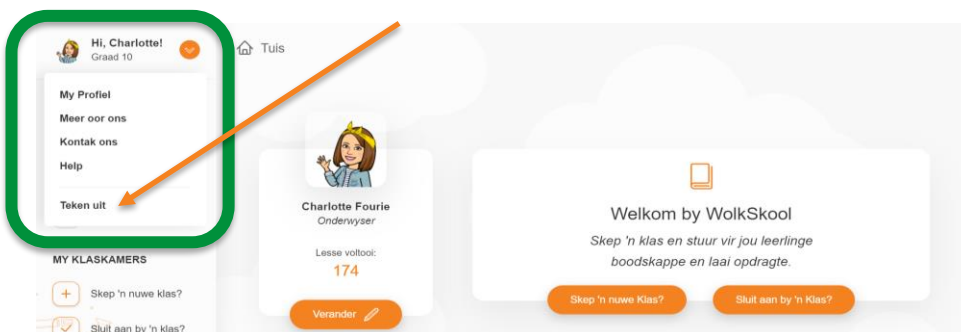 Hi, Charlotte!
Graad 10
Tuis
My Profiel
Meer oor ons
Kontak ons
Help
Teken uit
MY KLASKAMERS
Skep 'n nuwe klas?
Sluit aan by 'n klas?
Charlotte Fourie
Onderwyser
Lesse voltooi:
174
Verander
Welkom by WolkSkool
Skep 'n klas en stuur vir jou leerlinge
boodskappe en laai opdragte.
Skep 'n nuwe Klas?
Sluit aan by 'n Klas?